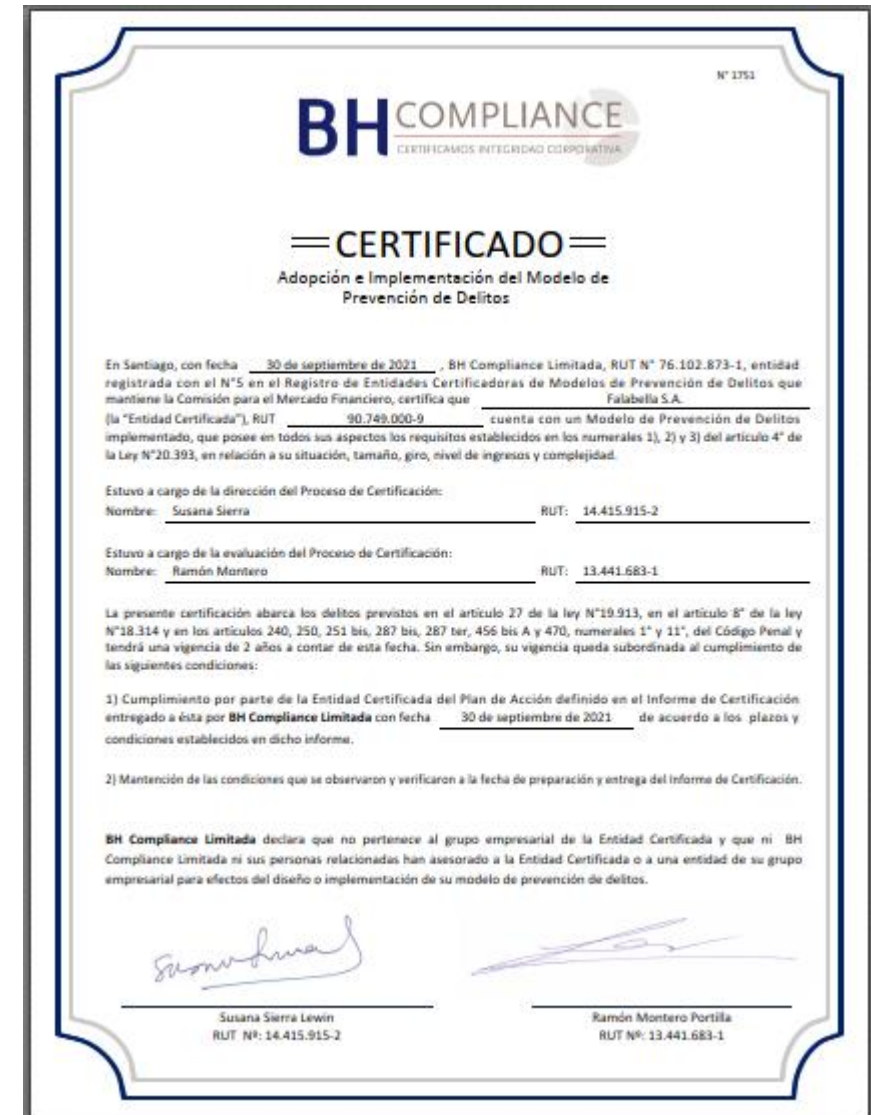 N° 1751
BH COMPLIANCE
CERTIFICAMOS INTEGRIDAD CORPORATIVA
CERTIFICADO
Adopción e Implementación del Modelo de
Prevención de Delitos
En Santiago, con fecha 30 de septiembre de 2021 , BH Compliance Limitada, RUT N° 76.102.873-1, entidad
registrada con el N°5 en el Registro de Entidades Certificadoras de Modelos de Prevención de Delitos que
mantiene la Comisión para el Mercado Financiero, certifica que Falabella S.A.
(la "Entidad Certificada"), RUT 90.749.000-9 cuenta con un Modelo de Prevención de Delitos
implementado, que posee en todos sus aspectos los requisitos establecidos en los numerales 1), 2) y 3) del artículo 4° de
la Ley N°20.393, en relación a su situación, tamaño, giro, nivel de ingresos y complejidad.
Estuvo a cargo de la dirección del Proceso de Certificación:
Nombre: Susana Sierra RUT: 14.415.915-2
Estuvo a cargo de la evaluación del Proceso de Certificación:
Nombre: Ramón Montero RUT: 13.441.683-1
La presente certificación abarca los delitos previstos en el artículo 27 de la ley N°19.913, en el artículo 8° de la ley
N°18.314 y en los artículos 240, 250, 251 bis, 287 bis, 287 ter, 456 bis A y 470, numerales 1° y 11°, del Código Penal y
tendrá una vigencia de 2 años a contar de esta fecha. Sin embargo, su vigencia queda subordinada al cumplimiento de
las siguientes condiciones:
1) Cumplimiento por parte de la Entidad Certificada del Plan de Acción definido en el Informe de Certificación
entregado a ésta por BH Compliance Limitada con fecha 30 de septiembre de 2021 de acuerdo a los plazos y
condiciones establecidos en dicho informe.
2) Mantención de las condiciones que se observaron y verificaron a la fecha de preparación y entrega del Informe de Certificación.
BH Compliance Limitada declara que no pertenece al grupo empresarial de la Entidad Certificada y que ni BH
Compliance Limitada ni sus personas relacionadas han asesorado a la Entidad Certificada o a una entidad de su grupo
empresarial para efectos del diseño o implementación de su modelo de prevención de delitos.
Susana Sierra Lewin Ramón Montero Portilla
RUT Nº: 14.415.915-2 RUT Nº: 13.441.683-1